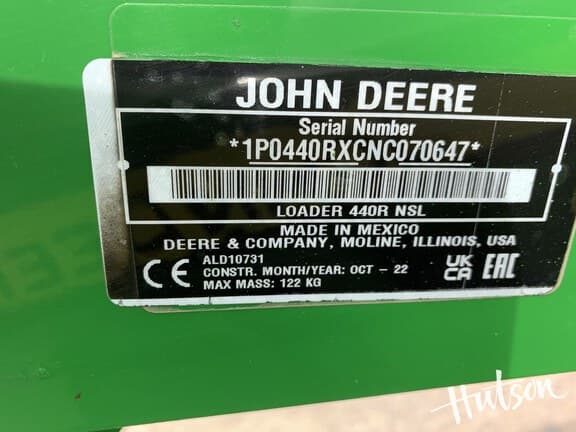 JOHN DEERE
Serial Number
*1P0440RXCNC070647*
LOADER 440R NSL
MADE IN MEXICO
DEERE & COMPANY, MOLINE, ILLINOIS, USA
ALD10731
CONSTR. MONTH/YEAR: OCT - 22
MAX MASS: 122 KG
CE
UK
CA
EAC
Hutson